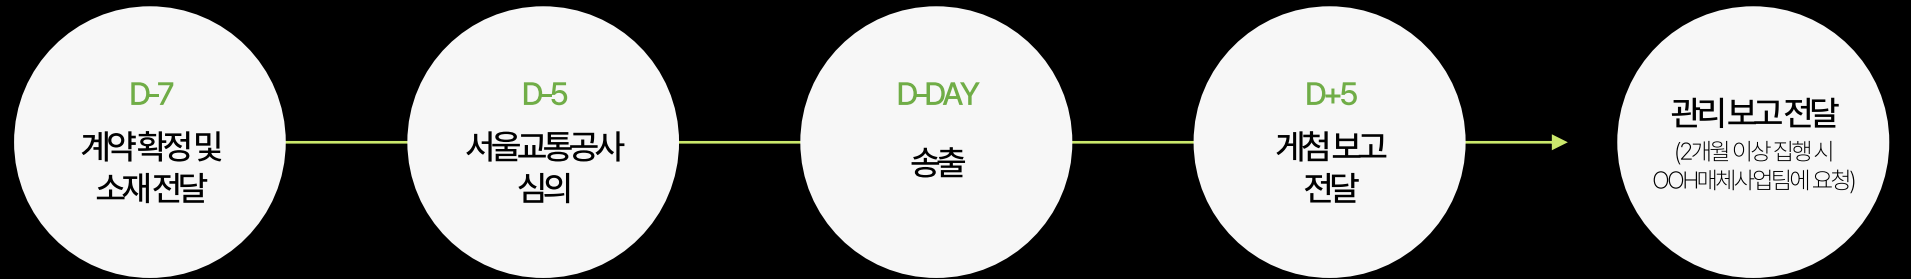 D-7
계약 확정 및
소재 전달
D-5
서울교통공사
심의
D-DAY
송출
D+5
게첨 보고
전달
관리 보고 전달
(2개월 이상 집행 시
OOH매체사업팀에 요청)